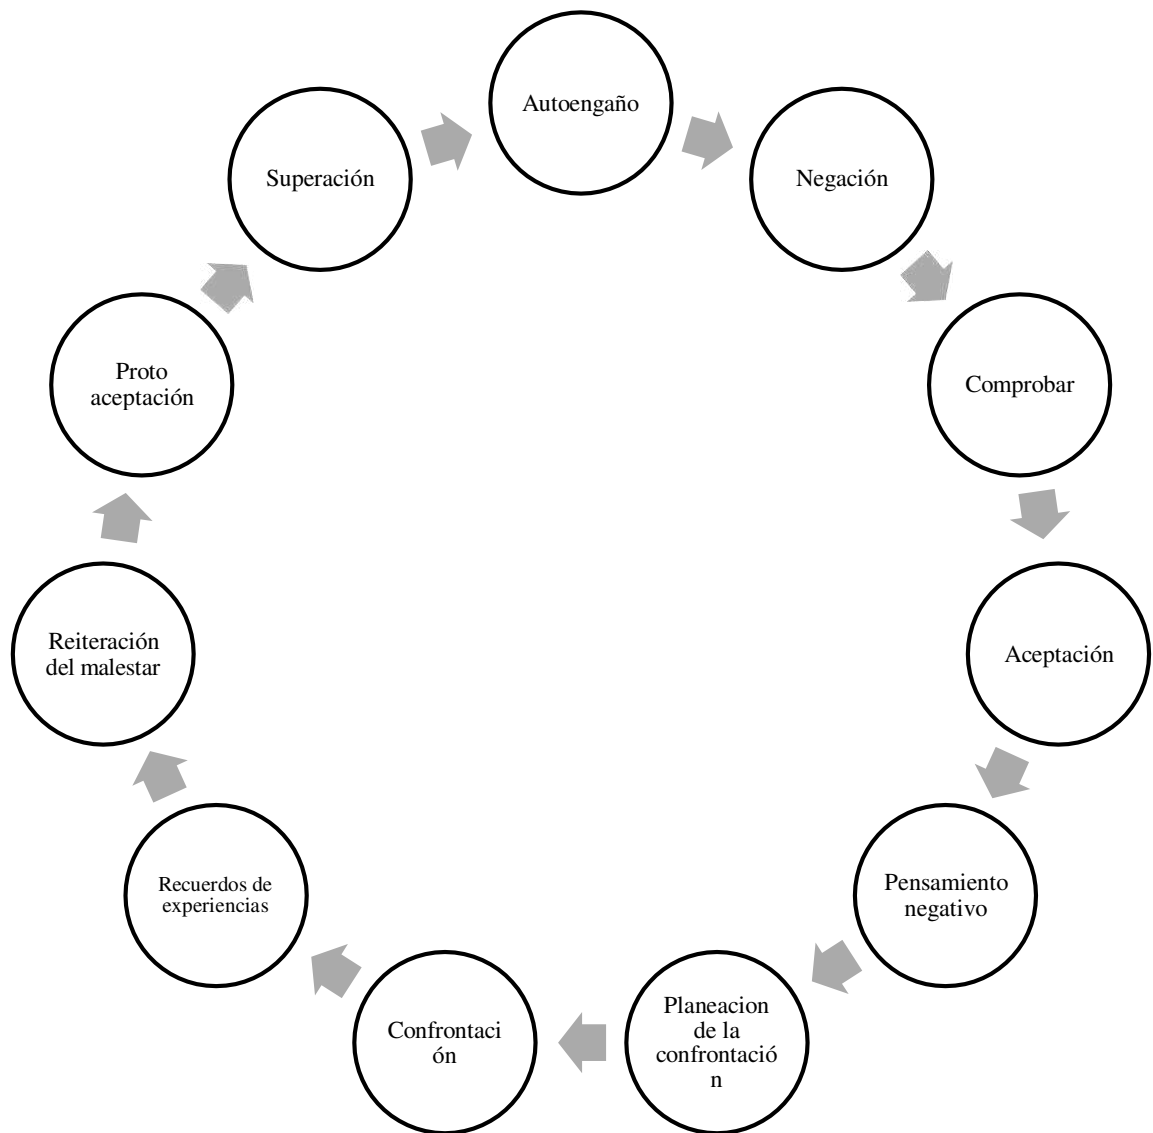 Autoengaño
Negación
Comprobar
Aceptación
Pensamiento
negativo
Planeacion
de la
confrontació
n
Confrontaci
ón
Recuerdos de
experiencias
Reiteración
del malestar
Proto
aceptación
Superación